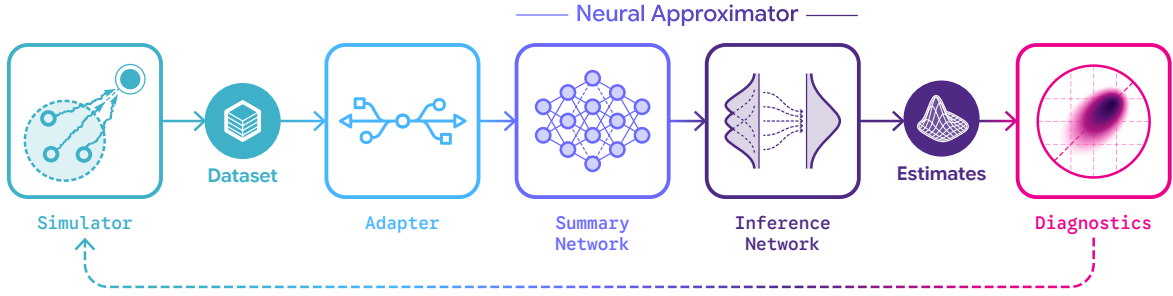 Neural Approximator
Dataset
Estimates
Simulator
Adapter
Summary
Network
Inference
Network
Diagnostics